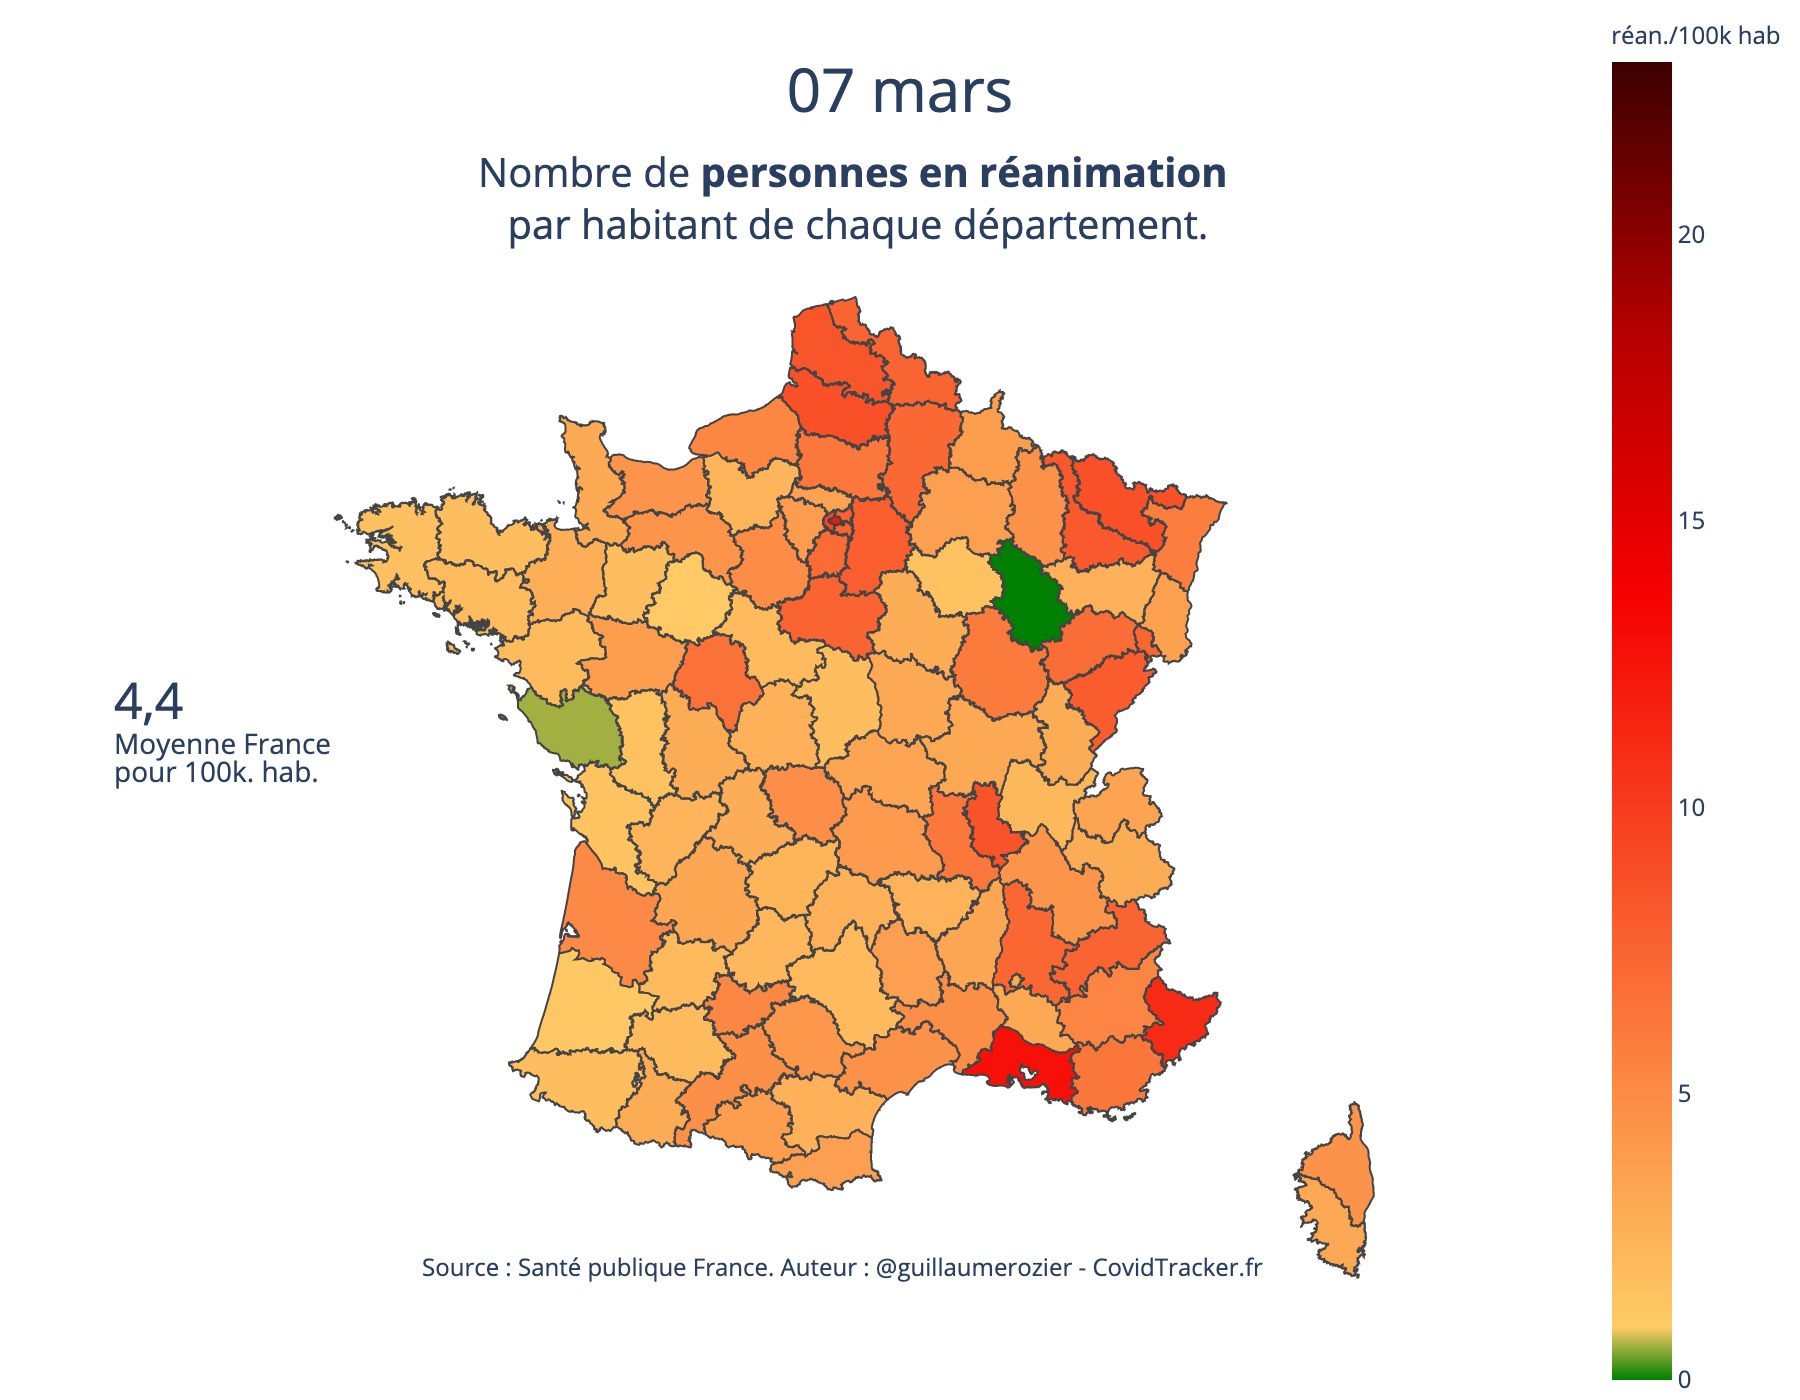 réan./100k hab
07 mars
Nombre de personnes en réanimation
par habitant de chaque département.
20
15
4,4
Moyenne France
pour 100k. hab.
10
5
Source : Santé publique France. Auteur : @guillaumerozier - CovidTracker.fr
0